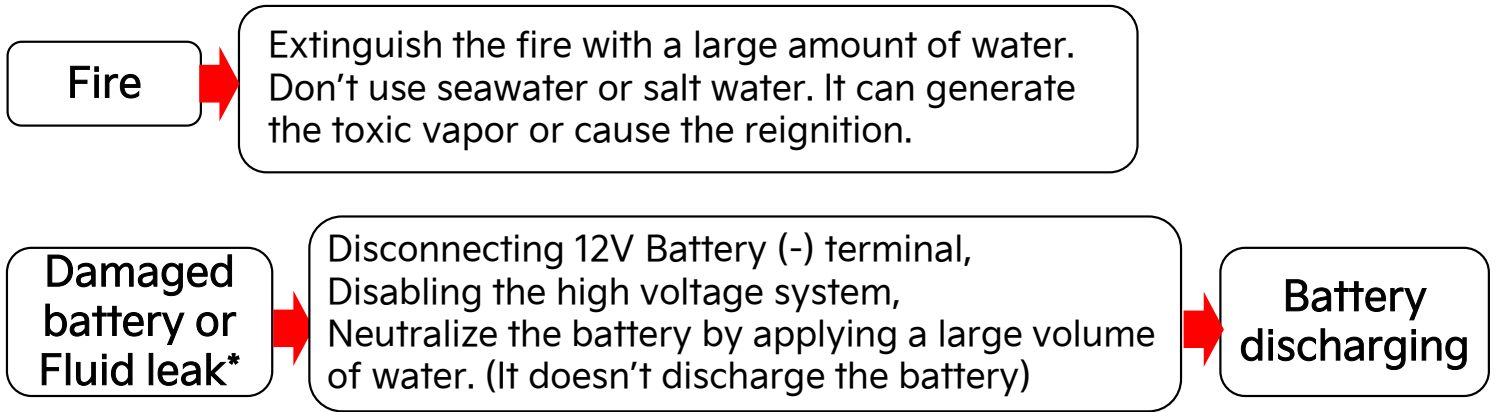 Fire
Extinguish the fire with a large amount of water.
Don’t use seawater or salt water. It can generate
the toxic vapor or cause the reignition.
Damaged
battery or
Fluid leak*
Disconnecting 12V Battery (-) terminal,
Disabling the high voltage system,
Neutralize the battery by applying a large volume
of water. (It doesn’t discharge the battery)
Battery
discharging